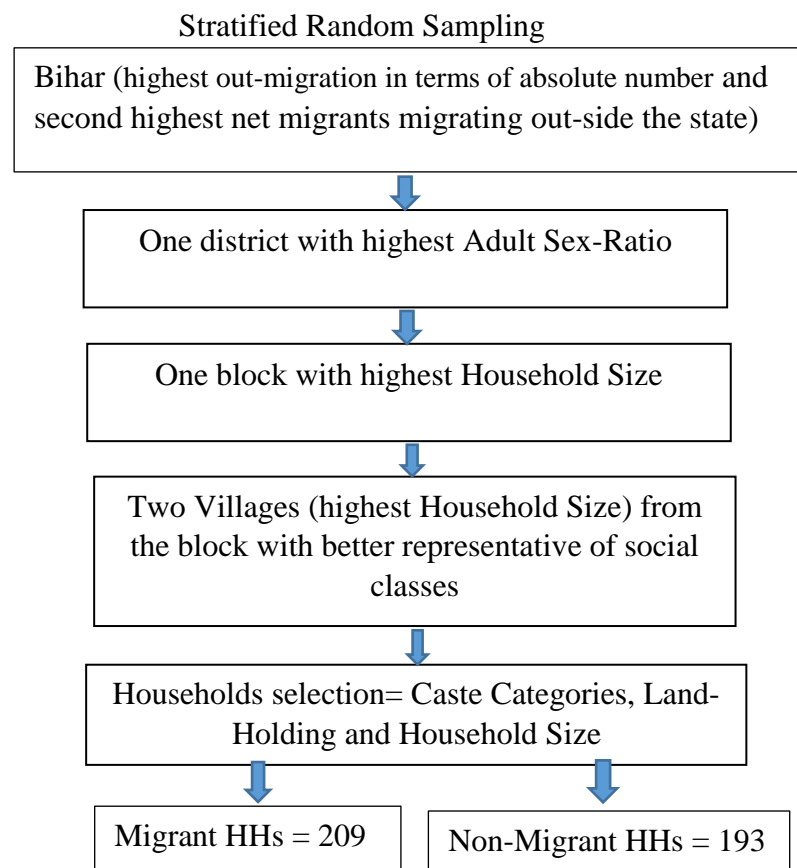 Stratified Random Sampling
Bihar (highest out-migration in terms of absolute number and
second highest net migrants migrating out-side the state)
One district with highest Adult Sex-Ratio
One block with highest Household Size
Two Villages (highest Household Size) from
the block with better representative of social
classes
Households selection= Caste Categories, Land-
Holding and Household Size
Migrant HHs = 209
Non-Migrant HHs = 193